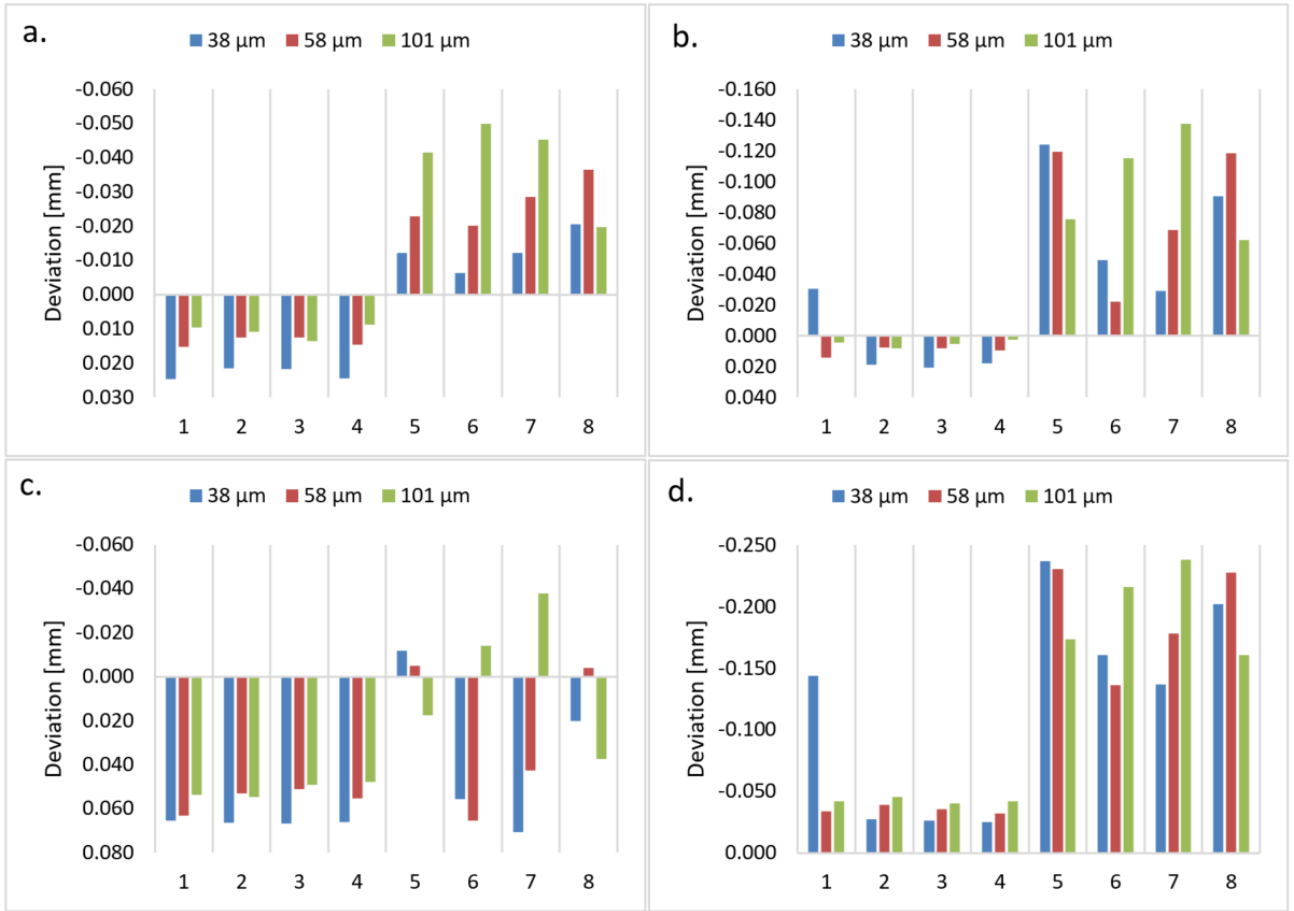 a.
38 µm 58 µm 101 µm
Deviation [mm]
-0.060
-0.050
-0.040
-0.030
-0.020
-0.010
0.000
0.010
0.020
0.030
1 2 3 4 5 6 7 8
b.
38 µm 58 µm 101 µm
Deviation [mm]
-0.160
-0.140
-0.120
-0.100
-0.080
-0.060
-0.040
-0.020
0.000
0.020
0.040
1 2 3 4 5 6 7 8
c.
38 µm 58 µm 101 µm
Deviation [mm]
-0.060
-0.040
-0.020
0.000
0.020
0.040
0.060
0.080
1 2 3 4 5 6 7 8
d.
38 µm 58 µm 101 µm
Deviation [mm]
-0.250
-0.200
-0.150
-0.100
-0.050
0.000
1 2 3 4 5 6 7 8